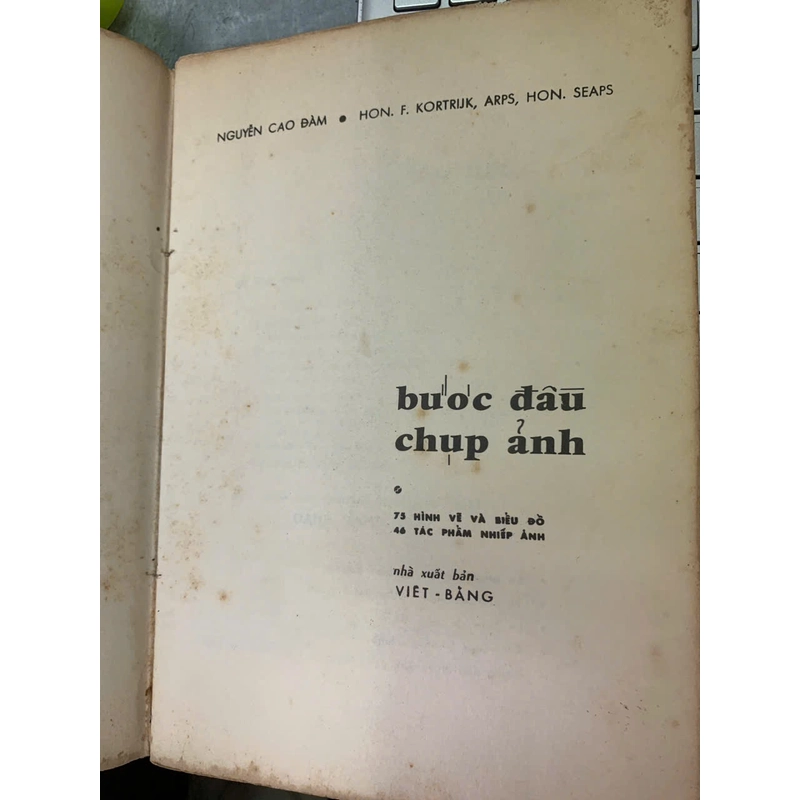 NGUYỄN CAO ĐÀM • HON. F. KORTRIJK, ARPS, HON. SEAPS
bước đầu
chụp ảnh
75 HÌNH VẼ VÀ BIỂU ĐỒ
46 TÁC PHẨM NHIẾP ẢNH
nhà xuất bản
VIỆT - BẰNG